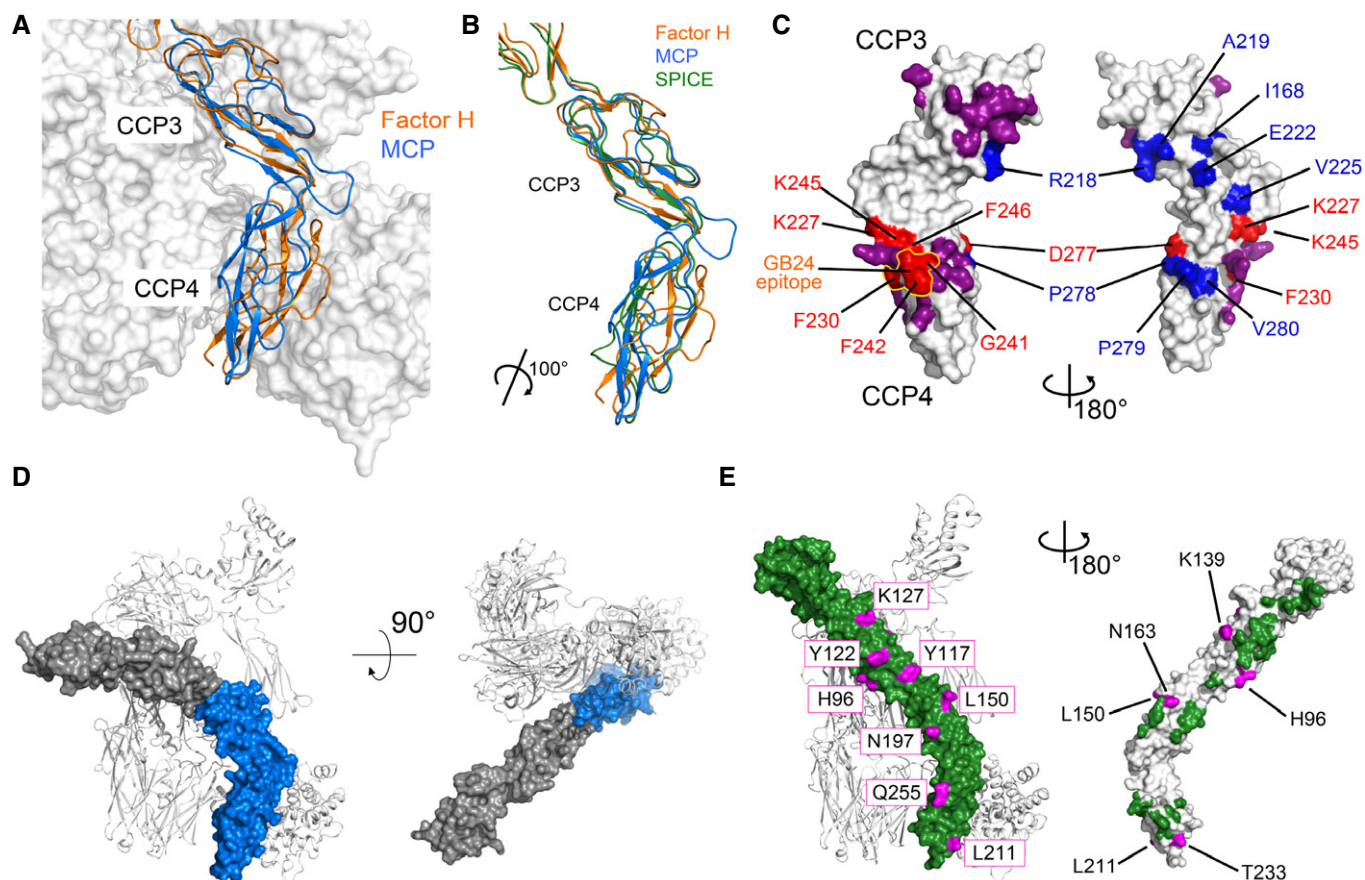 A
CCP3
Factor H
MCP
CCP4
B
Factor H
MCP
SPICE
CCP3
CCP4
100°
C
CCP3
A219
I168
E222
R218
V225
K245
F246
K227
K227
D277
K245
GB24
epitope
P278
F230
F230
F242
G241
P279
V280
CCP4
180°
D
90°
E
K127
Y122
Y117
H96
L150
N197
Q255
L211
180°
K139
N163
L150
H96
L211
T233